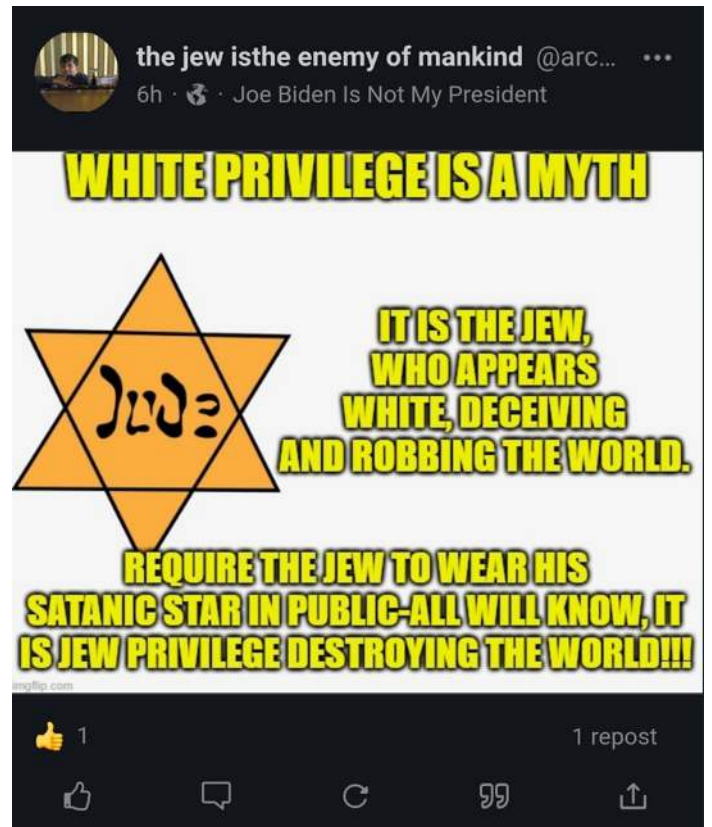 the jew isthe enemy of mankind @arc...
6h · · Joe Biden Is Not My President
WHITE PRIVILEGE IS A MYTH
Jude
IT IS THE JEW,
WHO APPEARS
WHITE, DECEIVING
AND ROBBING THE WORLD.
REQUIRE THE JEW TO WEAR HIS
SATANIC STAR IN PUBLIC-ALL WILL KNOW, IT
IS JEW PRIVILEGE DESTROYING THE WORLD!!!
imgflip.com
1
1 repost